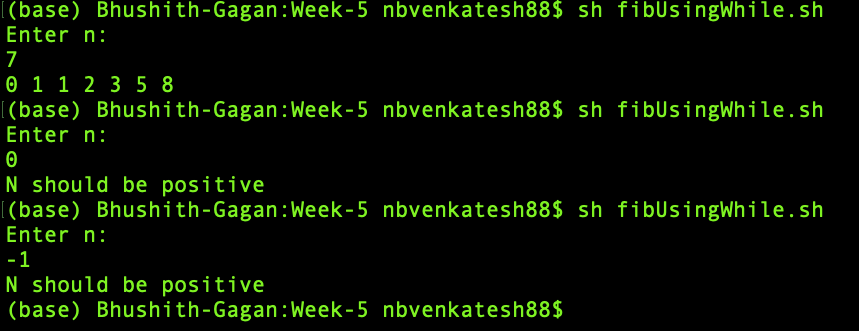 (base) Bhushith-Gagan:Week-5 nbvenkatesh88$ sh fibUsingWhile.sh
Enter n:
7
0 1 1 2 3 5 8
(base) Bhushith-Gagan:Week-5 nbvenkatesh88$ sh fibUsingWhile.sh
Enter n:
0
N should be positive
(base) Bhushith-Gagan:Week-5 nbvenkatesh88$ sh fibUsingWhile.sh
Enter n:
-1
N should be positive
(base) Bhushith-Gagan:Week-5 nbvenkatesh88$